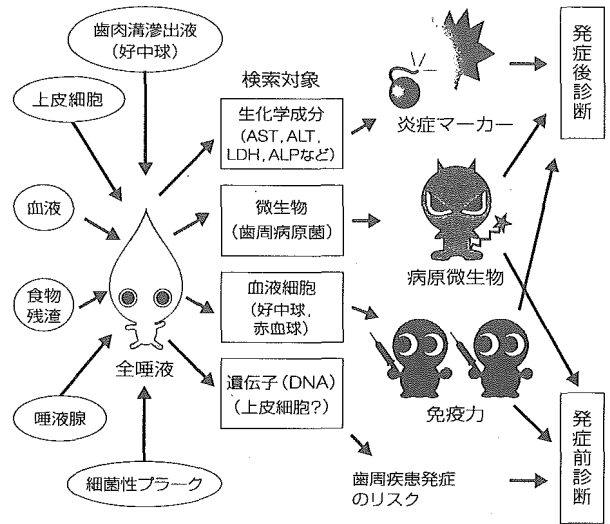 歯肉溝滲出液
(好中球)
上皮細胞
血液
食物
残渣
唾液腺
細菌性プラーク
全唾液
検索対象
生化学成分
(AST, ALT,
LDH, ALPなど)
微生物
(歯周病原菌)
血液細胞
(好中球,
赤血球)
遺伝子(DNA)
(上皮細胞?)
炎症マーカー
病原微生物
免疫力
歯周疾患発症
のリスク
発症後診断
発症前診断